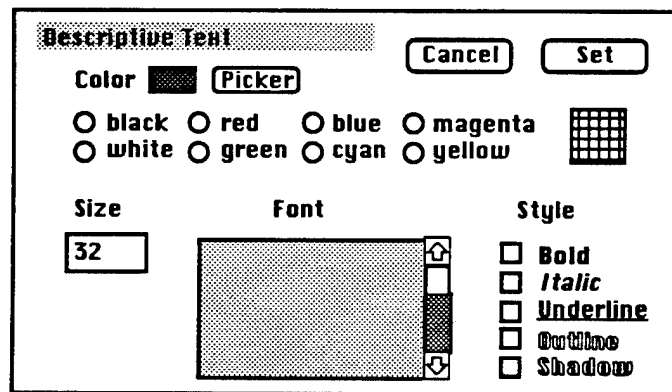 Descriptive Text
Cancel Set
Color Picker
black red blue magenta
white green cyan yellow
Size Font Style
32
Bold
Italic
Underline
Outline
Shadow